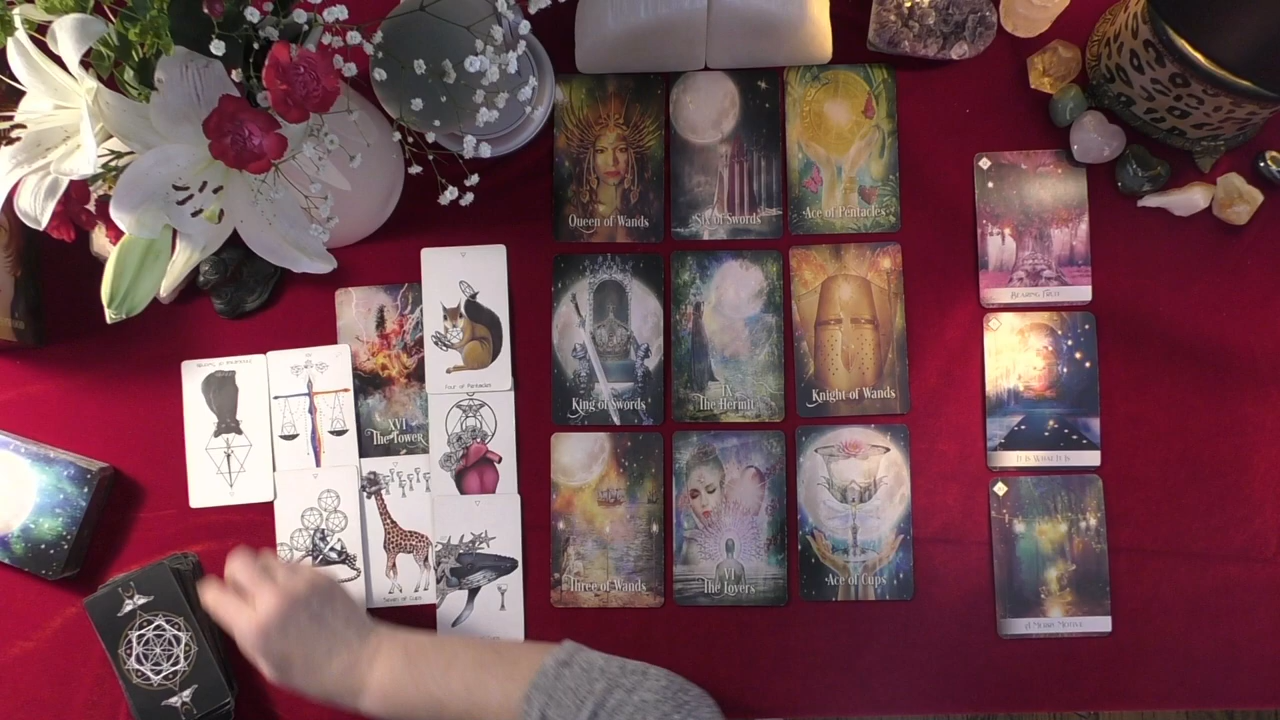 Queen of Wands
Six of Swords
Ace of Pentacles
King of Swords
IX
The Hermit
Knight of Wands
Three of Wands
VI
The Lovers
Ace of Cups
XVI
The Tower
Four of Pentacles
Seven of Cups
Bearing Fruit
It Is What It Is